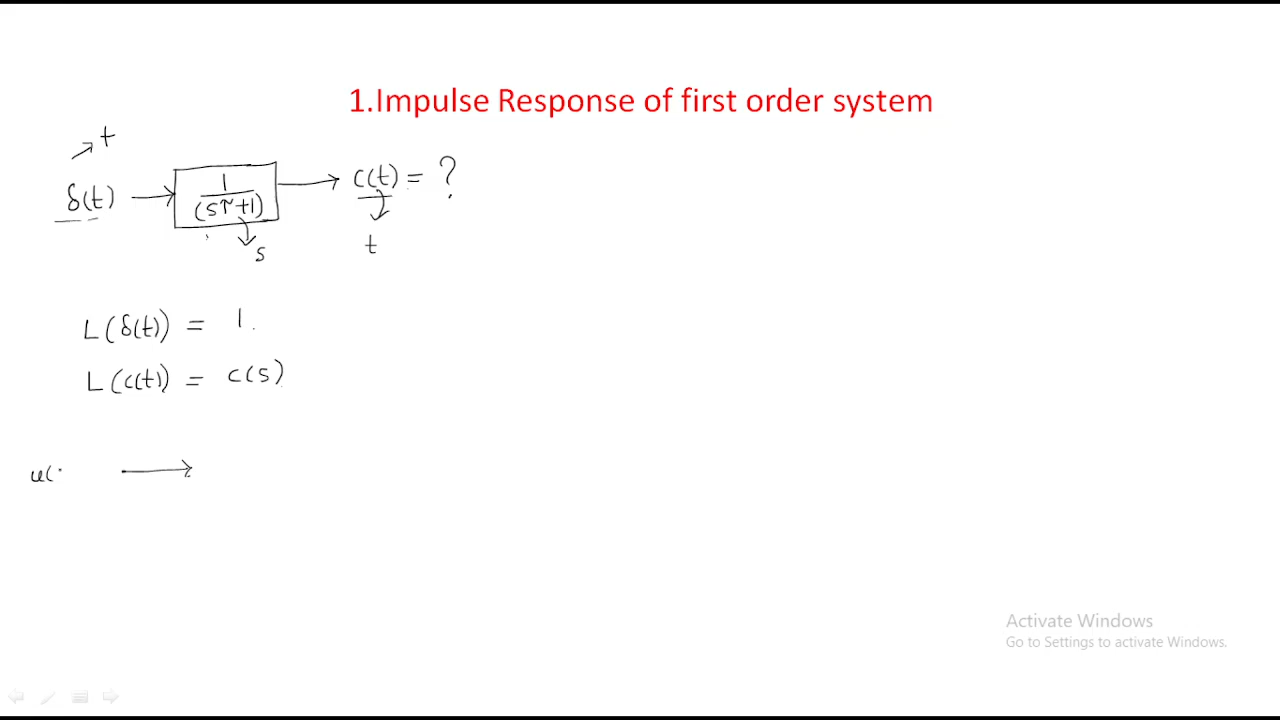 1.Impulse Response of first order system
t
δ(t) → 1/(sτ+1) → c(t) = ?
s
t
L(δ(t)) = 1.
L(c(t)) = c(s)
u(
Activate Windows
Go to Settings to activate Windows.